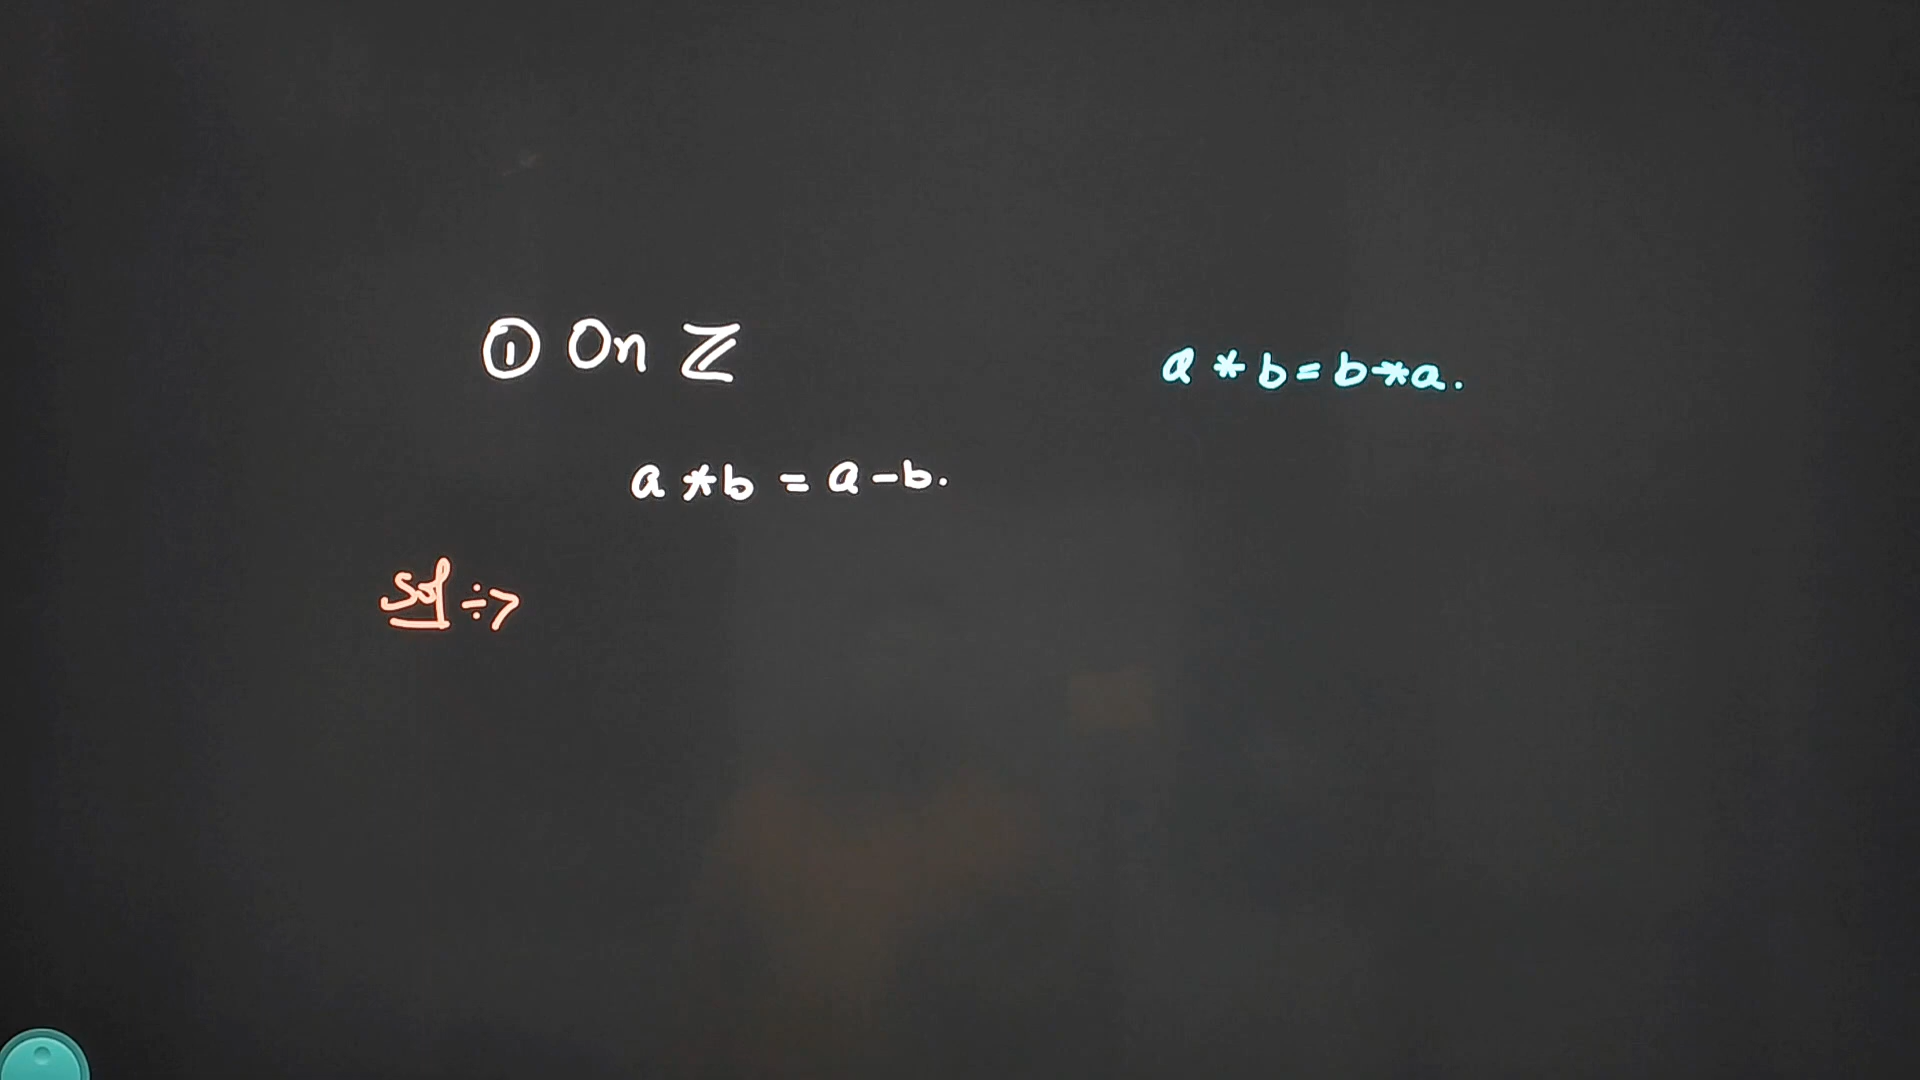 ① On ℤ
a * b = b * a.
a * b = a - b.
Sol ÷>